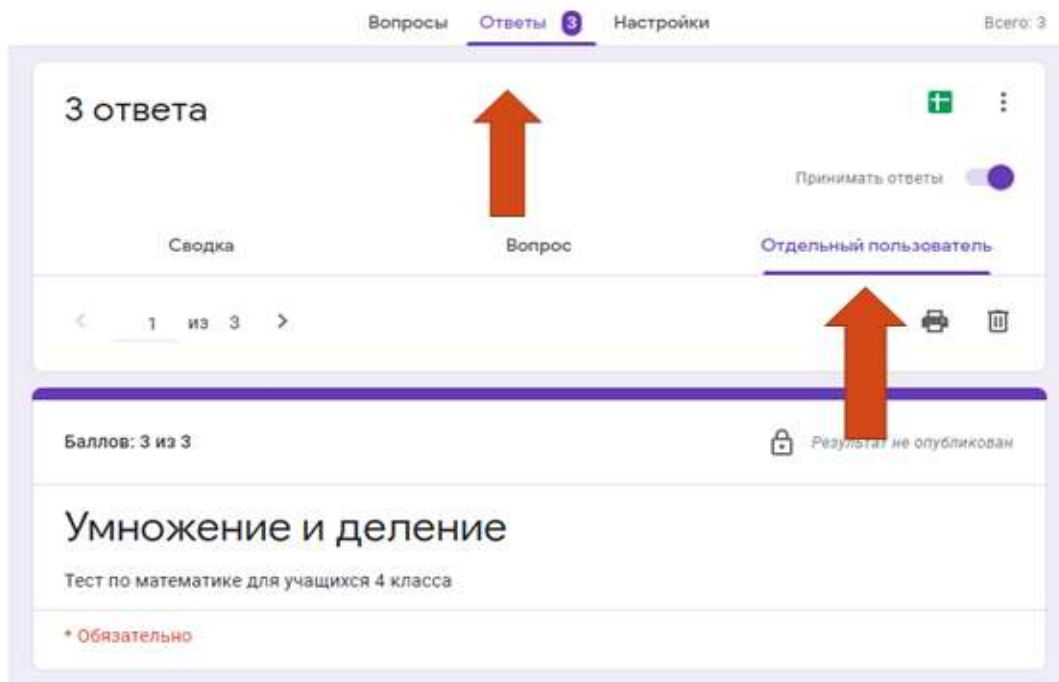 Вопросы Ответы 3 Настройки Всего: 3
3 ответа
Принимать ответы
Сводка Вопрос Отдельный пользователь
1 из 3
Баллов: 3 из 3 Результат не опубликован
Умножение и деление
Тест по математике для учащихся 4 класса
* Обязательно